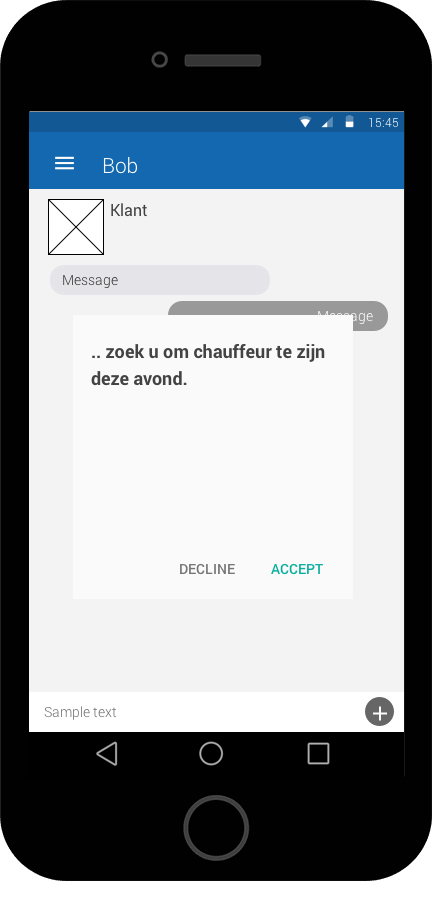 15:45
Bob
Klant
Message
Message
.. zoek u om chauffeur te zijn
deze avond.
DECLINE ACCEPT
Sample text